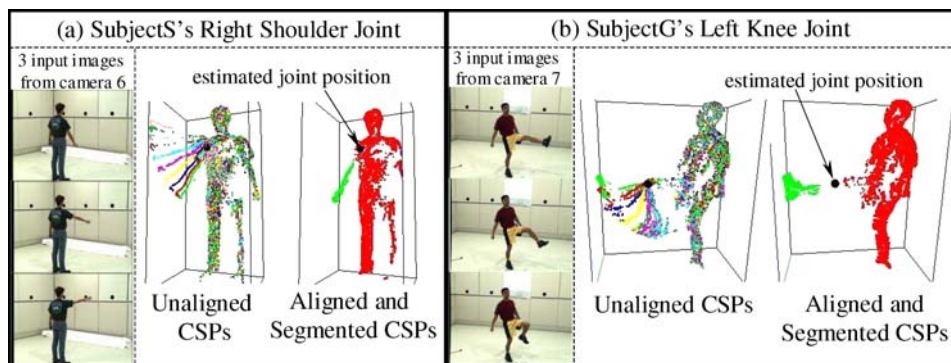 (a) SubjectS's Right Shoulder Joint
3 input images
from camera 6
estimated joint position
Unaligned
CSPs
Aligned and
Segmented CSPs
(b) SubjectG's Left Knee Joint
3 input images
from camera 7
estimated joint position
Unaligned CSPs
Aligned and
Segmented CSPs